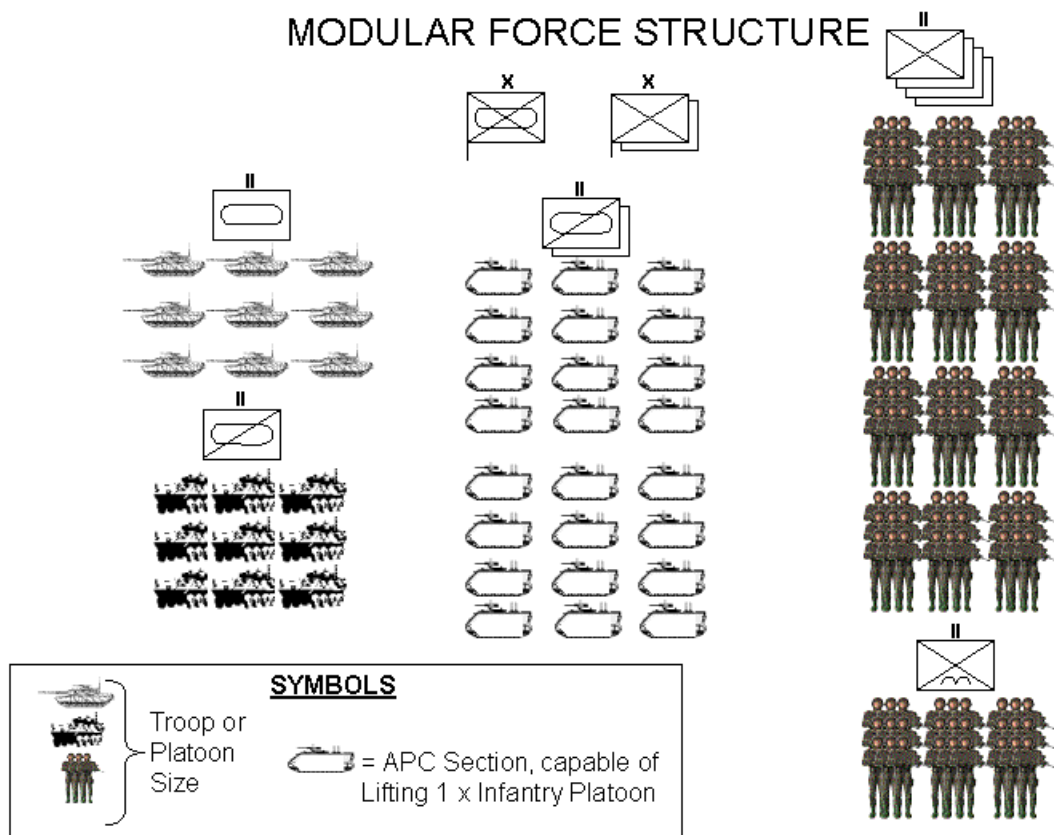 MODULAR FORCE STRUCTURE
II
X
X
II
II
II
II
SYMBOLS
Troop or
Platoon
Size
= APC Section, capable of
Lifting 1 x Infantry Platoon